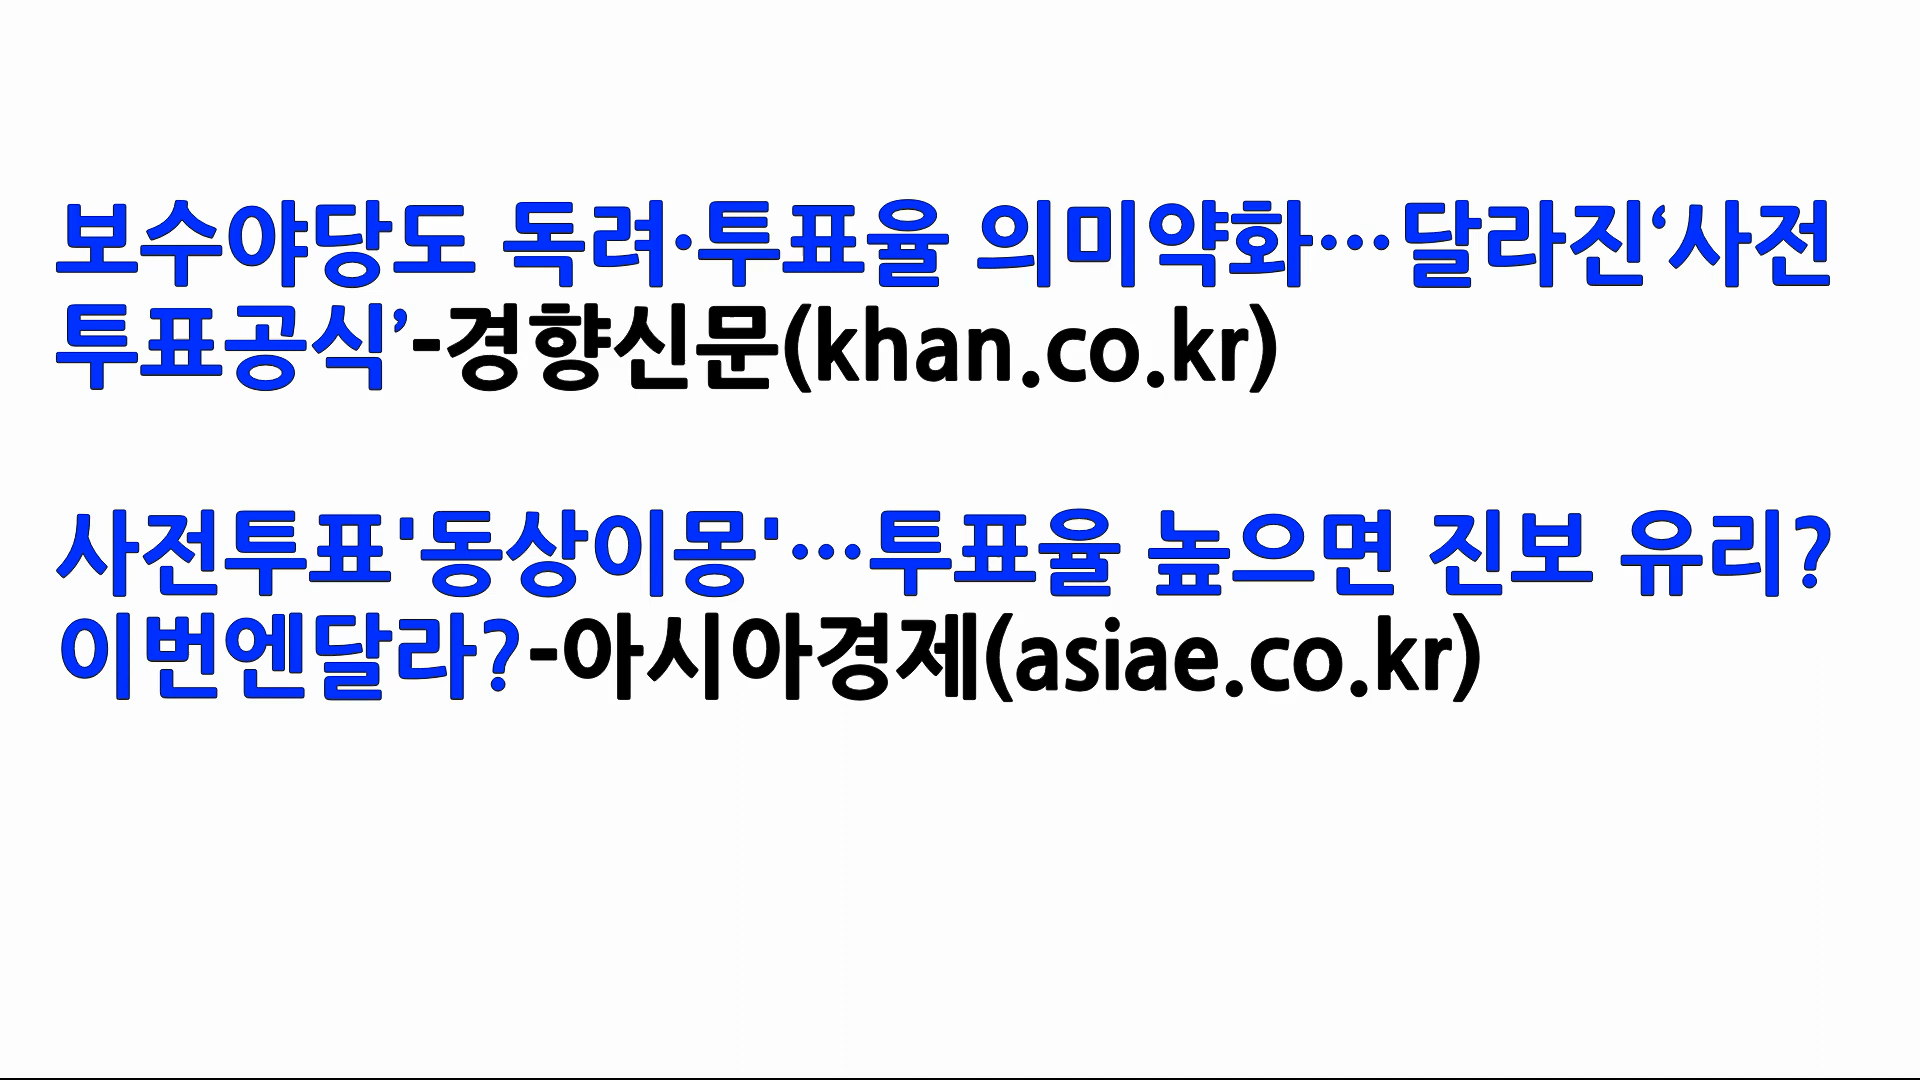 보수야당도 독려·투표율 의미약화…달라진‘사전
투표공식’-경향신문(khan.co.kr)
사전투표'동상이몽'…투표율 높으면 진보 유리?
이번엔달라?-아시아경제(asiae.co.kr)